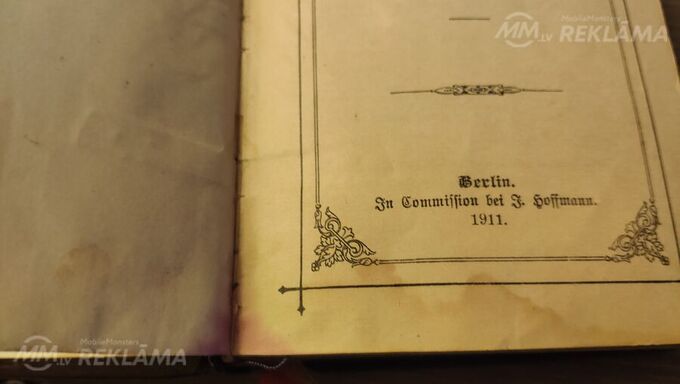 MobileMonsters
MM.LV REKLĀMA
Berlin.
In Commission bei J. Hoffmann.
1911.
MobileMonsters
MM.LV REKLĀMA